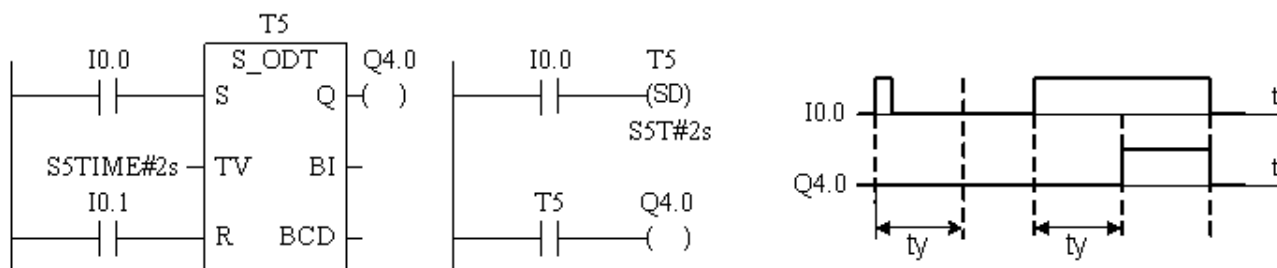 T5
I0.0 S_ODT Q4.0
S Q ( )
S5TIME#2s TV BI
I0.1
R BCD
I0.0 T5
(SD)
S5T#2s
T5 Q4.0
( )
I0.0 t
Q4.0 t
ty ty